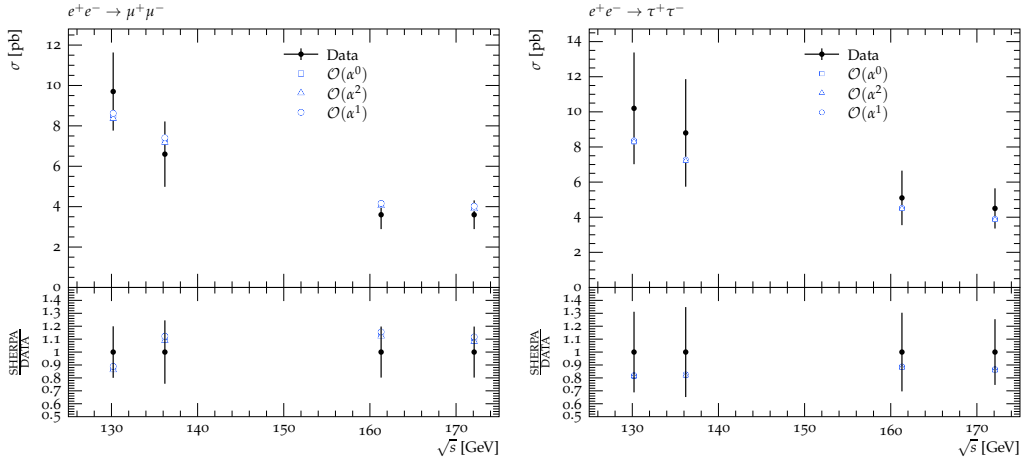 e⁺e⁻ → μ⁺μ⁻
σ [pb]
12
10
8
6
4
2
0
Data
𝒪(α⁰)
𝒪(α²)
𝒪(α¹)
SHERPA
DATA
1.4
1.3
1.2
1.1
1
0.9
0.8
0.7
0.6
0.5
130
140
150
160
170
√s [GeV]
e⁺e⁻ → τ⁺τ⁻
σ [pb]
14
12
10
8
6
4
2
0
Data
𝒪(α⁰)
𝒪(α²)
𝒪(α¹)
SHERPA
DATA
1.4
1.3
1.2
1.1
1
0.9
0.8
0.7
0.6
0.5
130
140
150
160
170
√s [GeV]